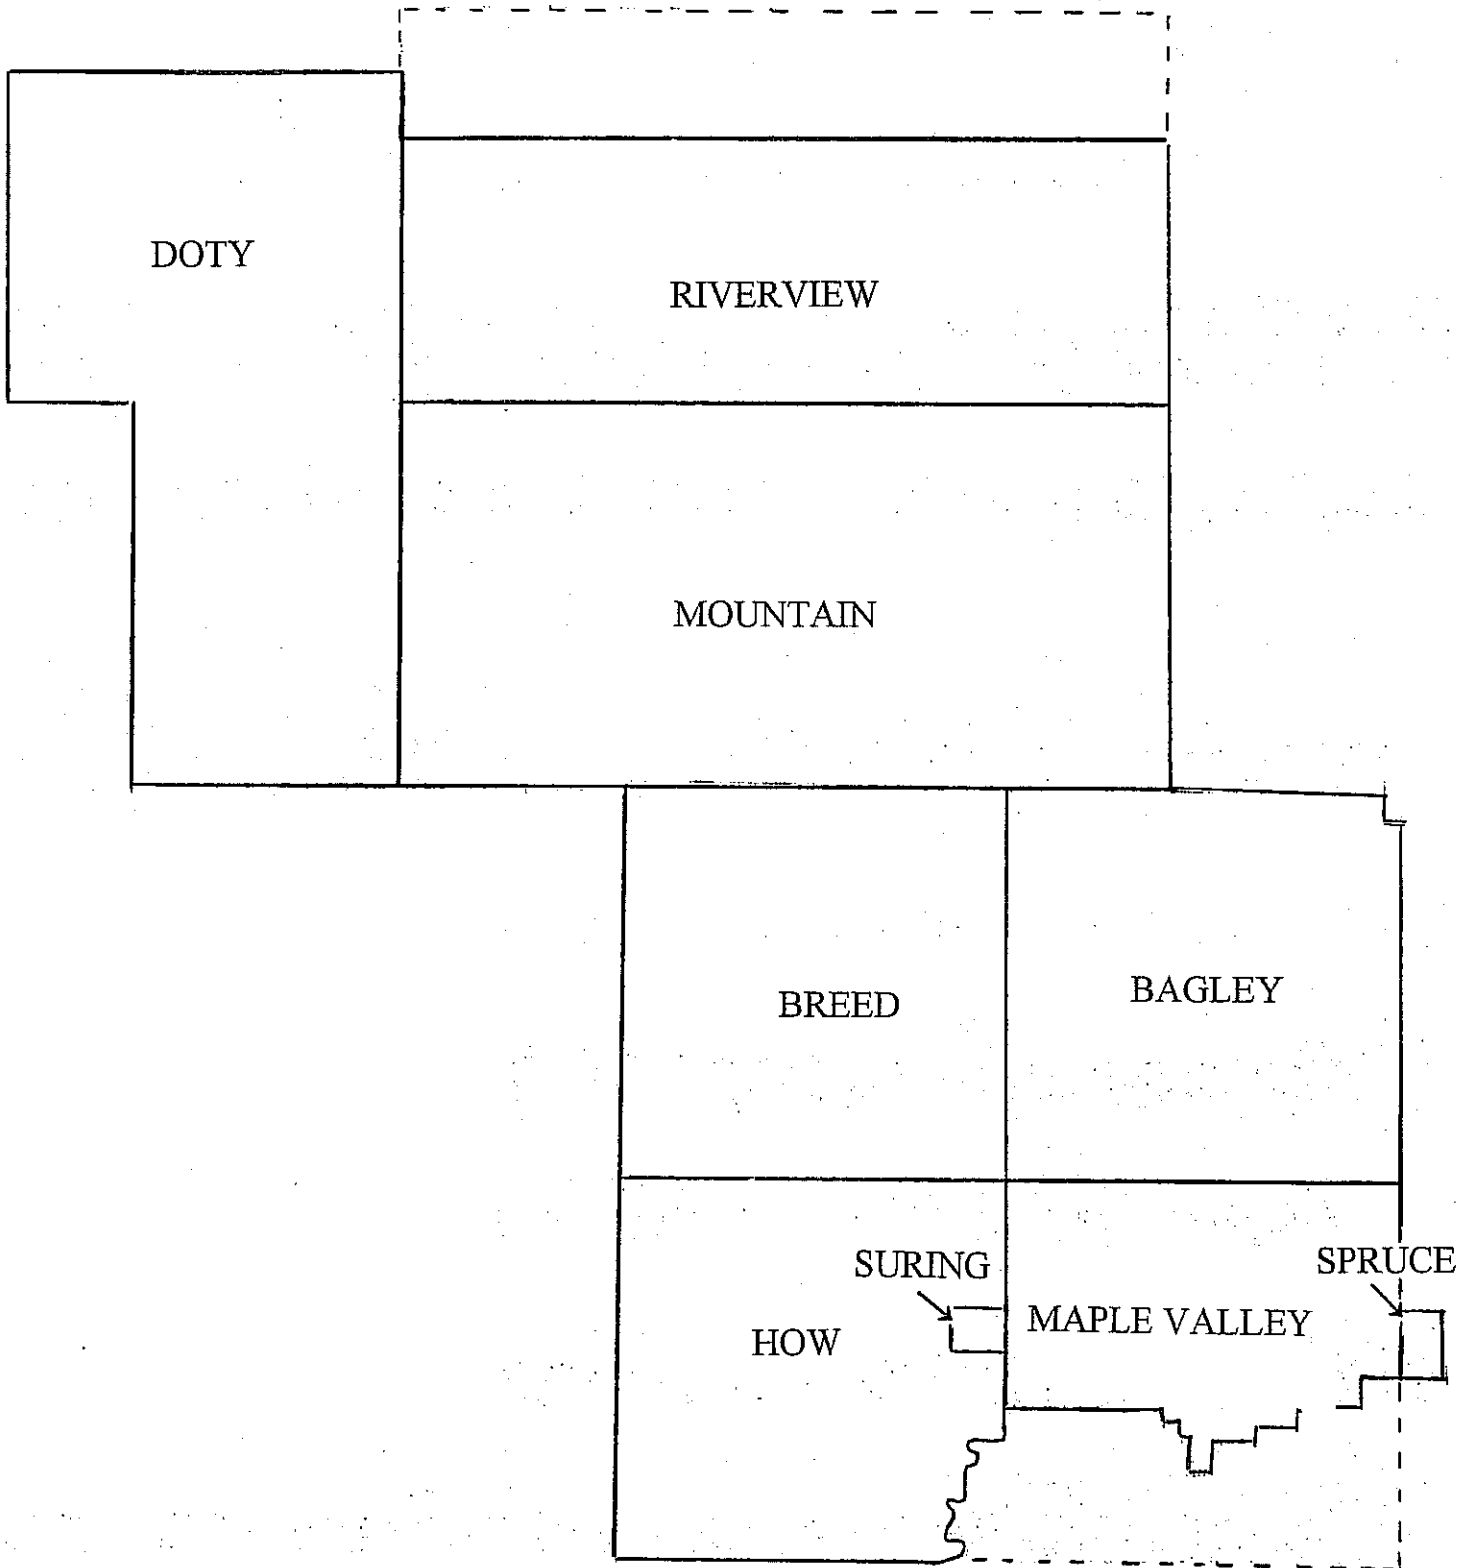 DOTY
RIVERVIEW
MOUNTAIN
BREED
BAGLEY
SURING
SPRUCE
HOW
MAPLE VALLEY